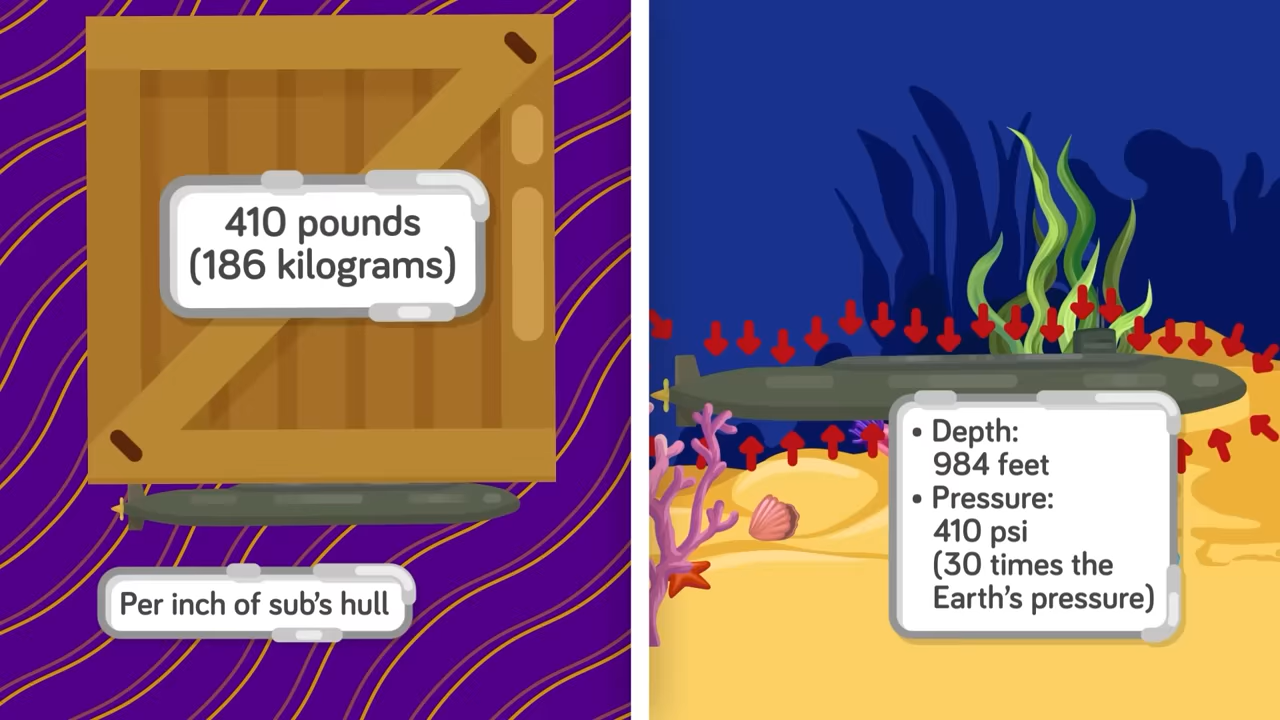 410 pounds
(186 kilograms)
Per inch of sub's hull
• Depth:
984 feet
• Pressure:
410 psi
(30 times the
Earth's pressure)